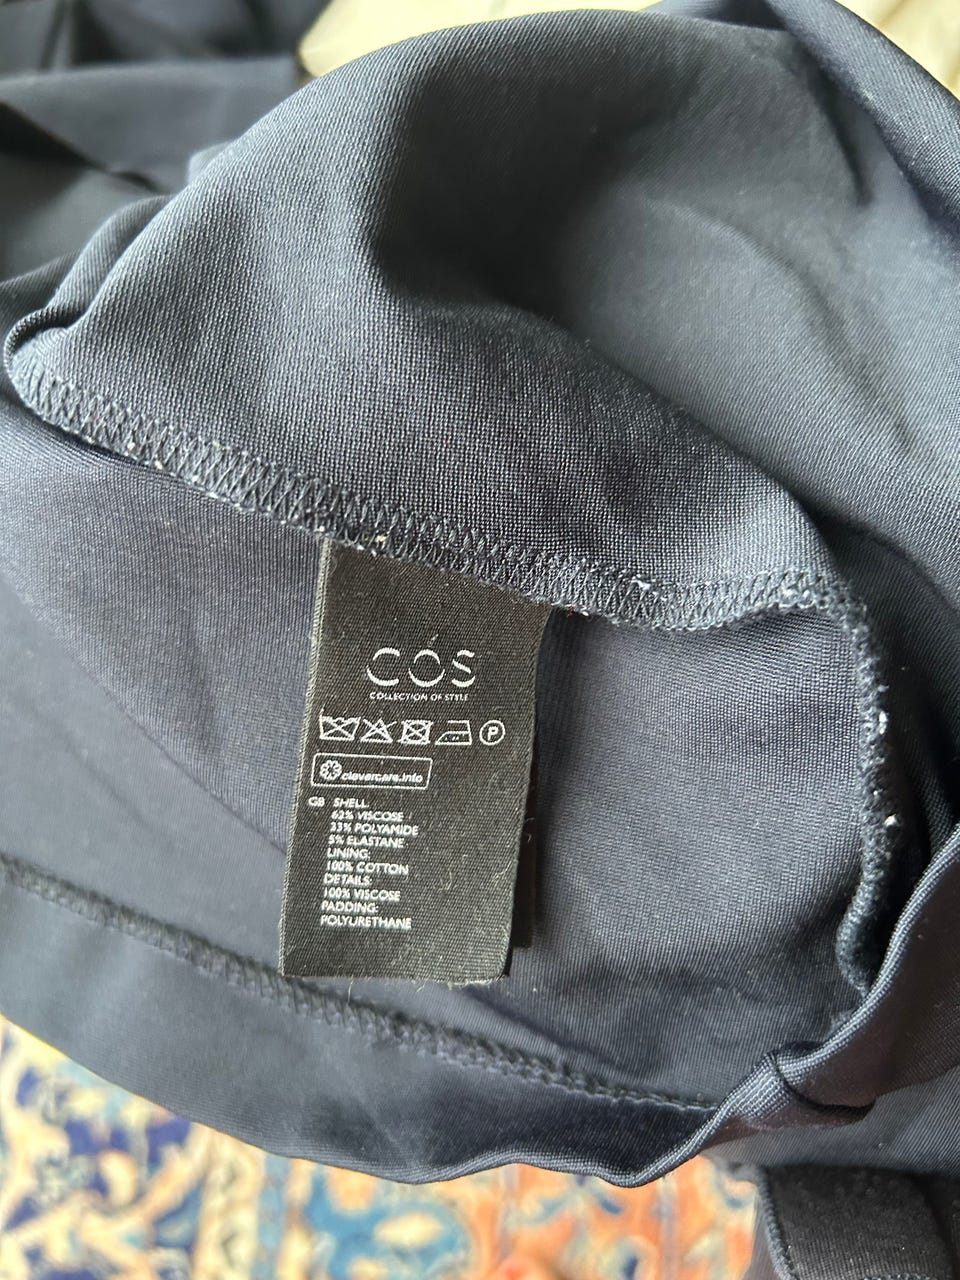 COS
COLLECTION OF STYLE
P
clevercare.info
GB SHELL:
62% VISCOSE
33% POLYAMIDE
5% ELASTANE
LINING:
100% COTTON
DETAILS:
100% VISCOSE
PADDING:
POLYURETHANE